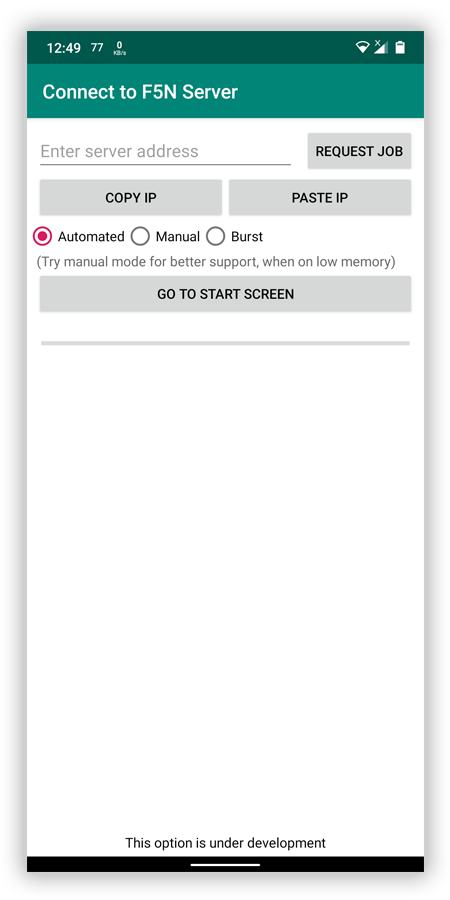 12:49 77 0 KB/s
Connect to F5N Server
Enter server address REQUEST JOB
COPY IP PASTE IP
Automated Manual Burst
(Try manual mode for better support, when on low memory)
GO TO START SCREEN
This option is under development